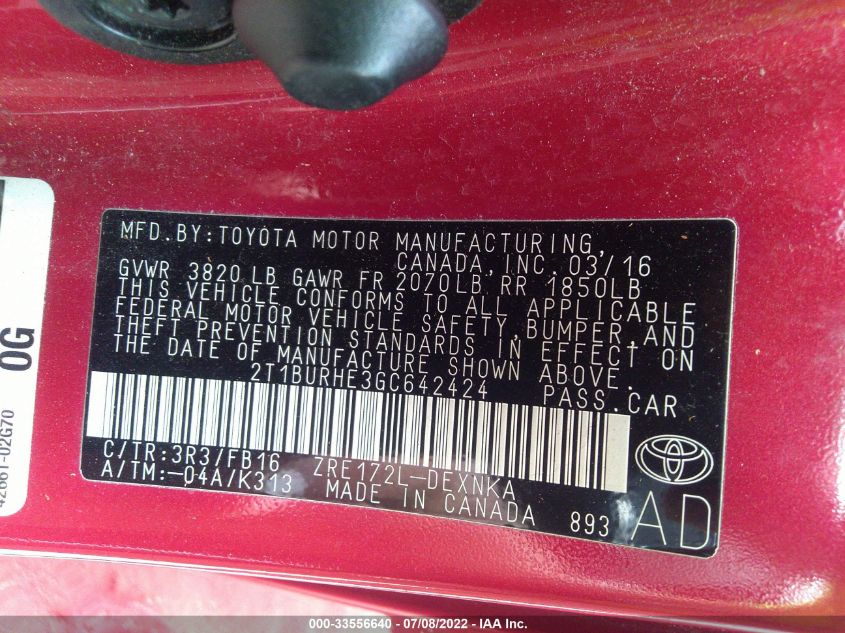 MFD.BY:TOYOTA MOTOR MANUFACTURING,
CANADA,INC. 03/16
GVWR 3820 LB GAWR FR 2070LB RR 1850LB
THIS VEHICLE CONFORMS TO ALL APPLICABLE
FEDERAL MOTOR VEHICLE SAFETY,BUMPER,AND
THEFT PREVENTION STANDARDS IN EFFECT ON
THE DATE OF MANUFACTURE SHOWN ABOVE.
2T1BURHE3GC642424 PASS.CAR
C/TR:3R3/FB16 ZRE172L-DEXNKA
A/TM:-04A/K313 MADE IN CANADA 893 AD
0G
42661-02G70
000-33556640 - 07/08/2022 - IAA Inc.